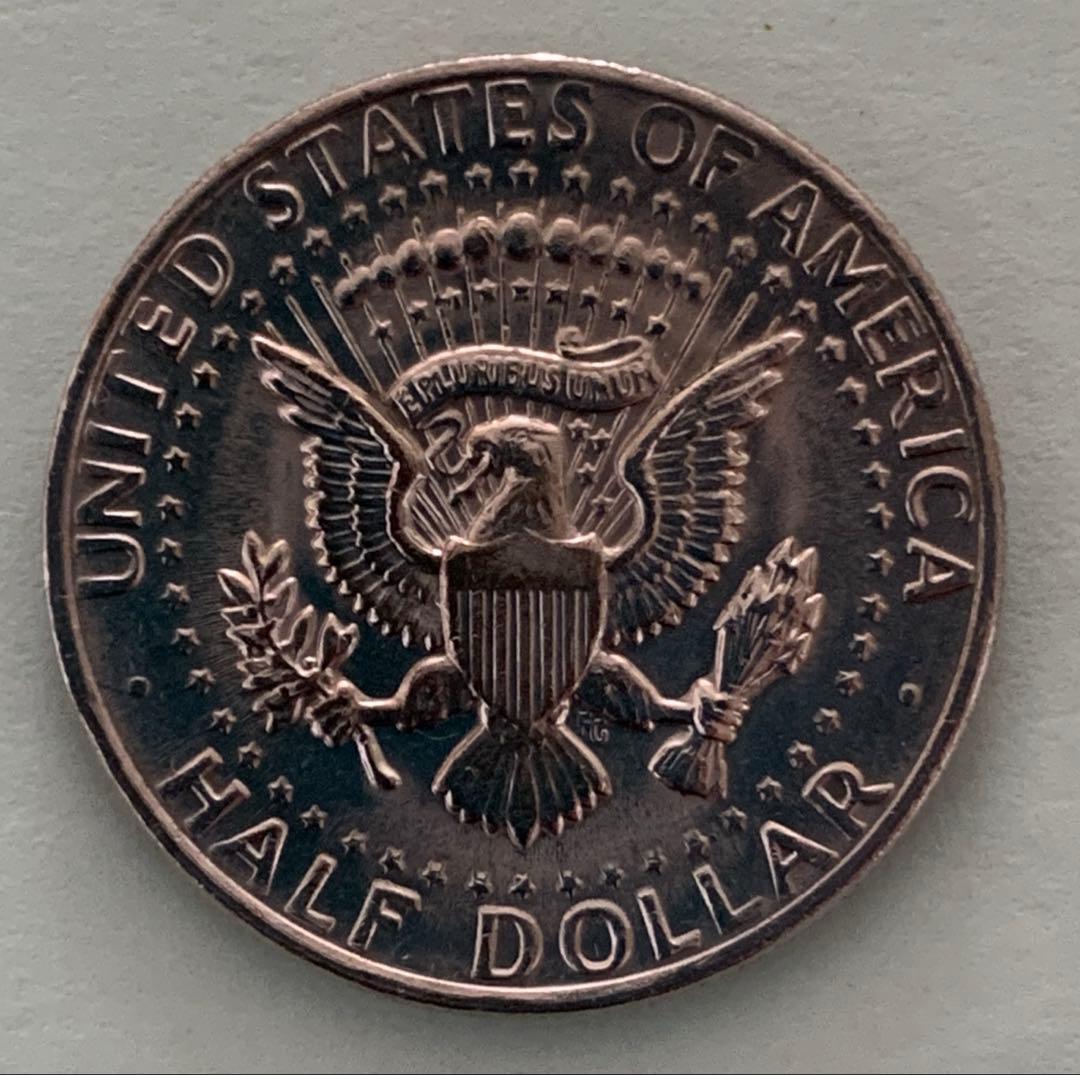 UNITED STATES OF AMERICA
E PLURIBUS UNUM
FG
HALF DOLLAR